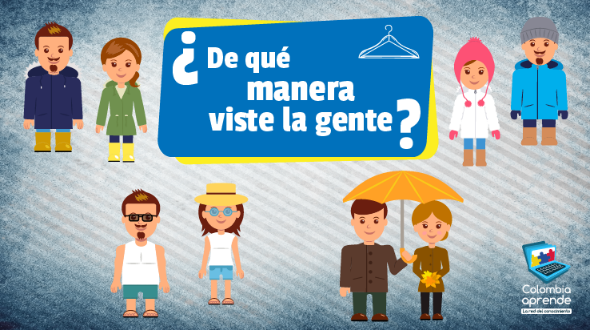 ¿De qué
manera
viste la gente?
Colombia
aprende
La red del conocimiento